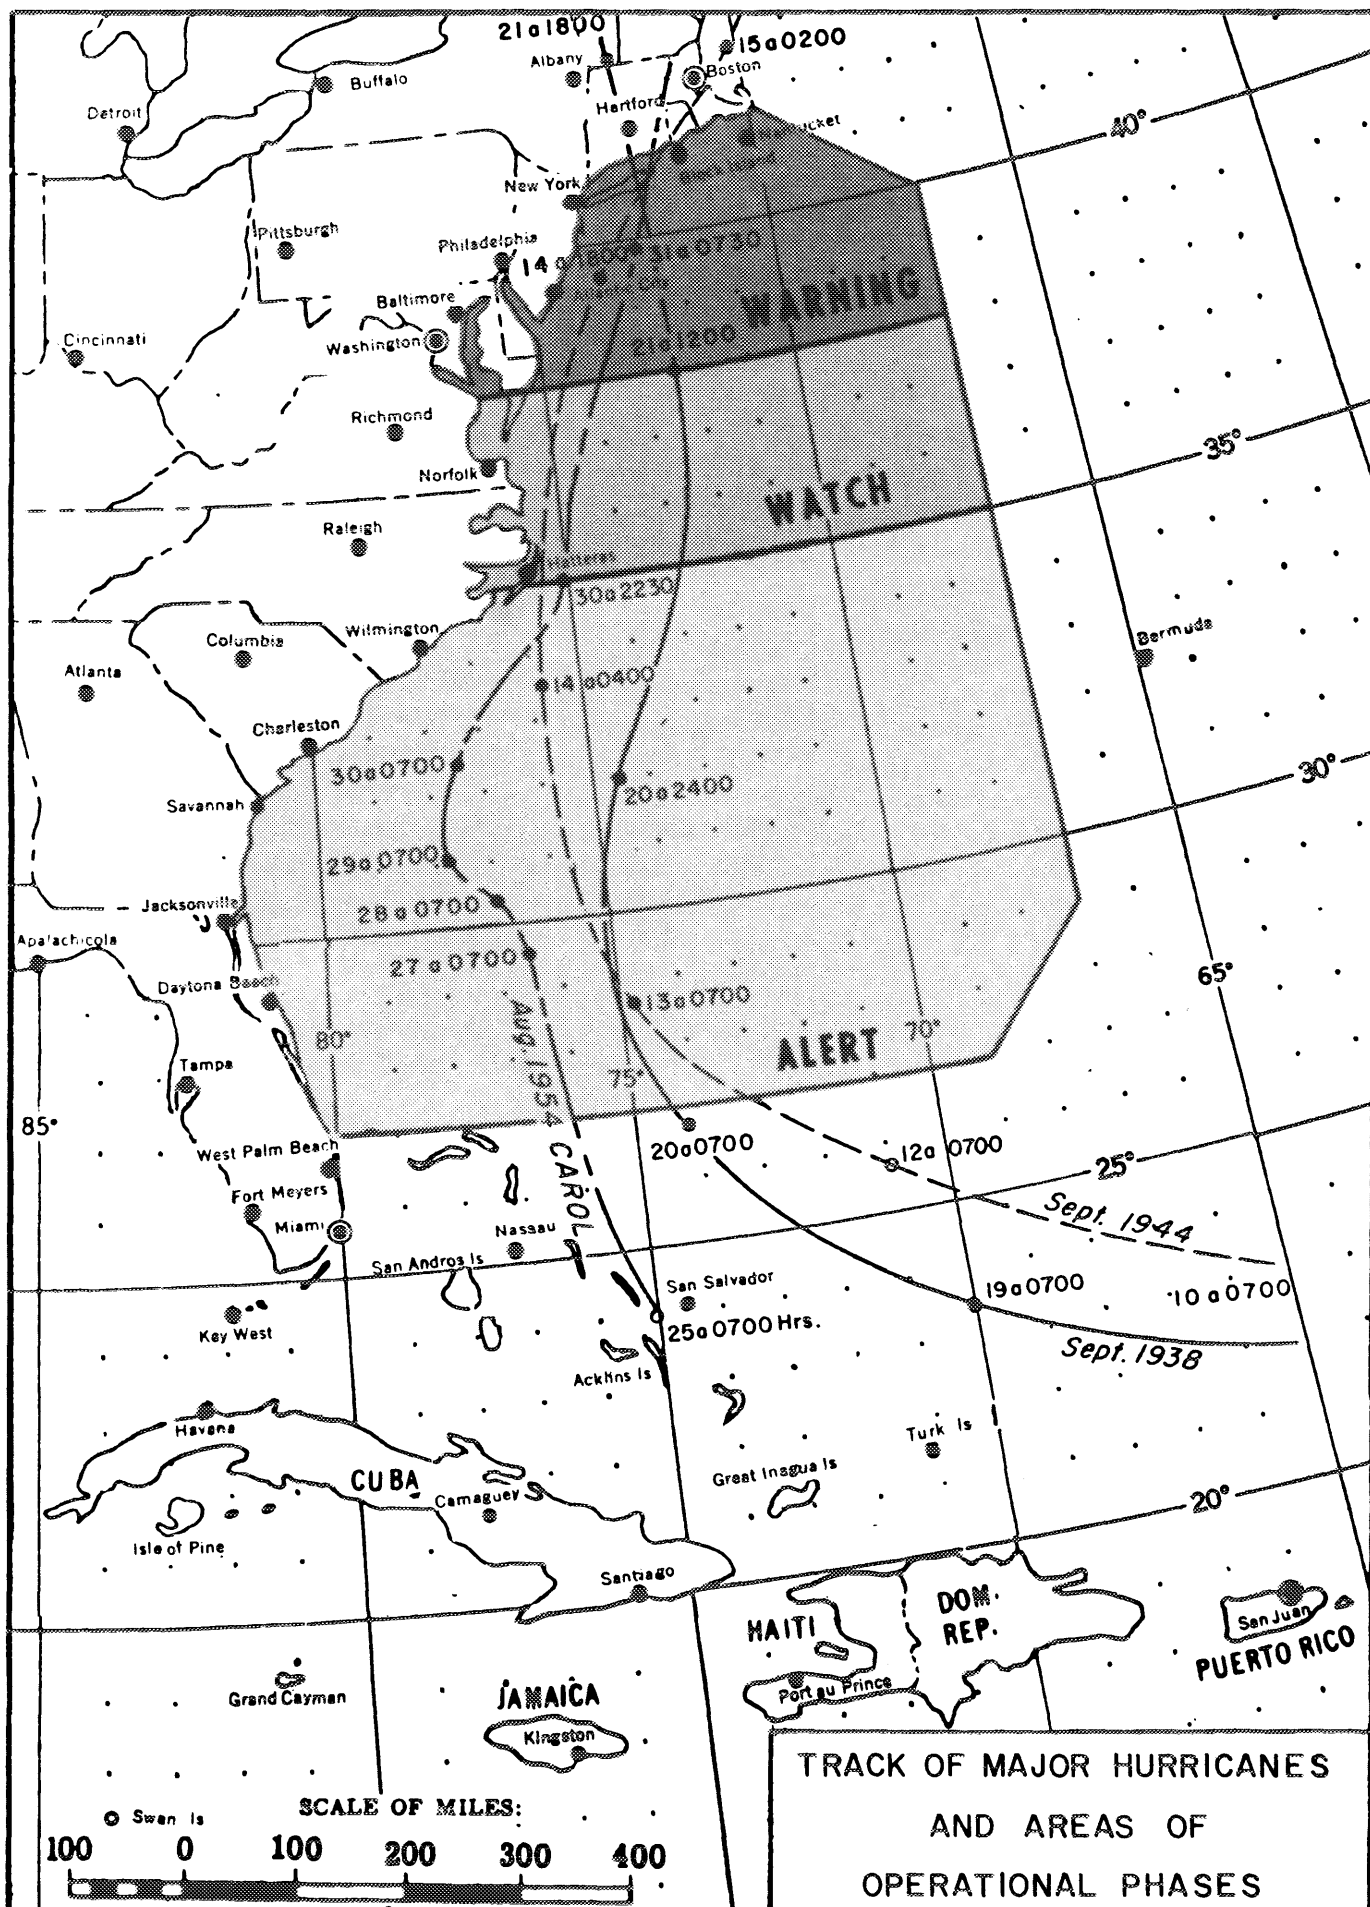 21a1800
15a0200
Albany
Boston
Buffalo
Detroit
Hartford
40°
New York
Pittsburgh
Philadelphia
14a1800
31a0730
Baltimore
WARNING
Cincinnati
Washington
21a1200
Richmond
35°
Norfolk
WATCH
Raleigh
Hatteras
30a2230
Wilmington
Columbia
Bermuda
Atlanta
14a0400
Charleston
30a0700
30°
20a2400
Savannah
29a0700
28a0700
Jacksonville
Apalachicola
27a0700
65°
Daytona Beach
13a0700
80°
70°
ALERT
Tampa
75°
Aug. 1954 CAROL
85°
West Palm Beach
20a0700
12a 0700
25°
Fort Meyers
Sept. 1944
Miami
Nassau
San Andros Is
San Salvador
19a0700
10a0700
25a0700 Hrs.
Key West
Sept. 1938
Acklins Is
Havana
Turk Is
Great Inagua Is
CUBA
Camaguey
20°
Isle of Pine
Santiago
DOM.
REP.
HAITI
San Juan
PUERTO RICO
Grand Cayman
JAMAICA
Port au Prince
Kingston
TRACK OF MAJOR HURRICANES
AND AREAS OF
OPERATIONAL PHASES
SCALE OF MILES:
Swan Is
100 0 100 200 300 400